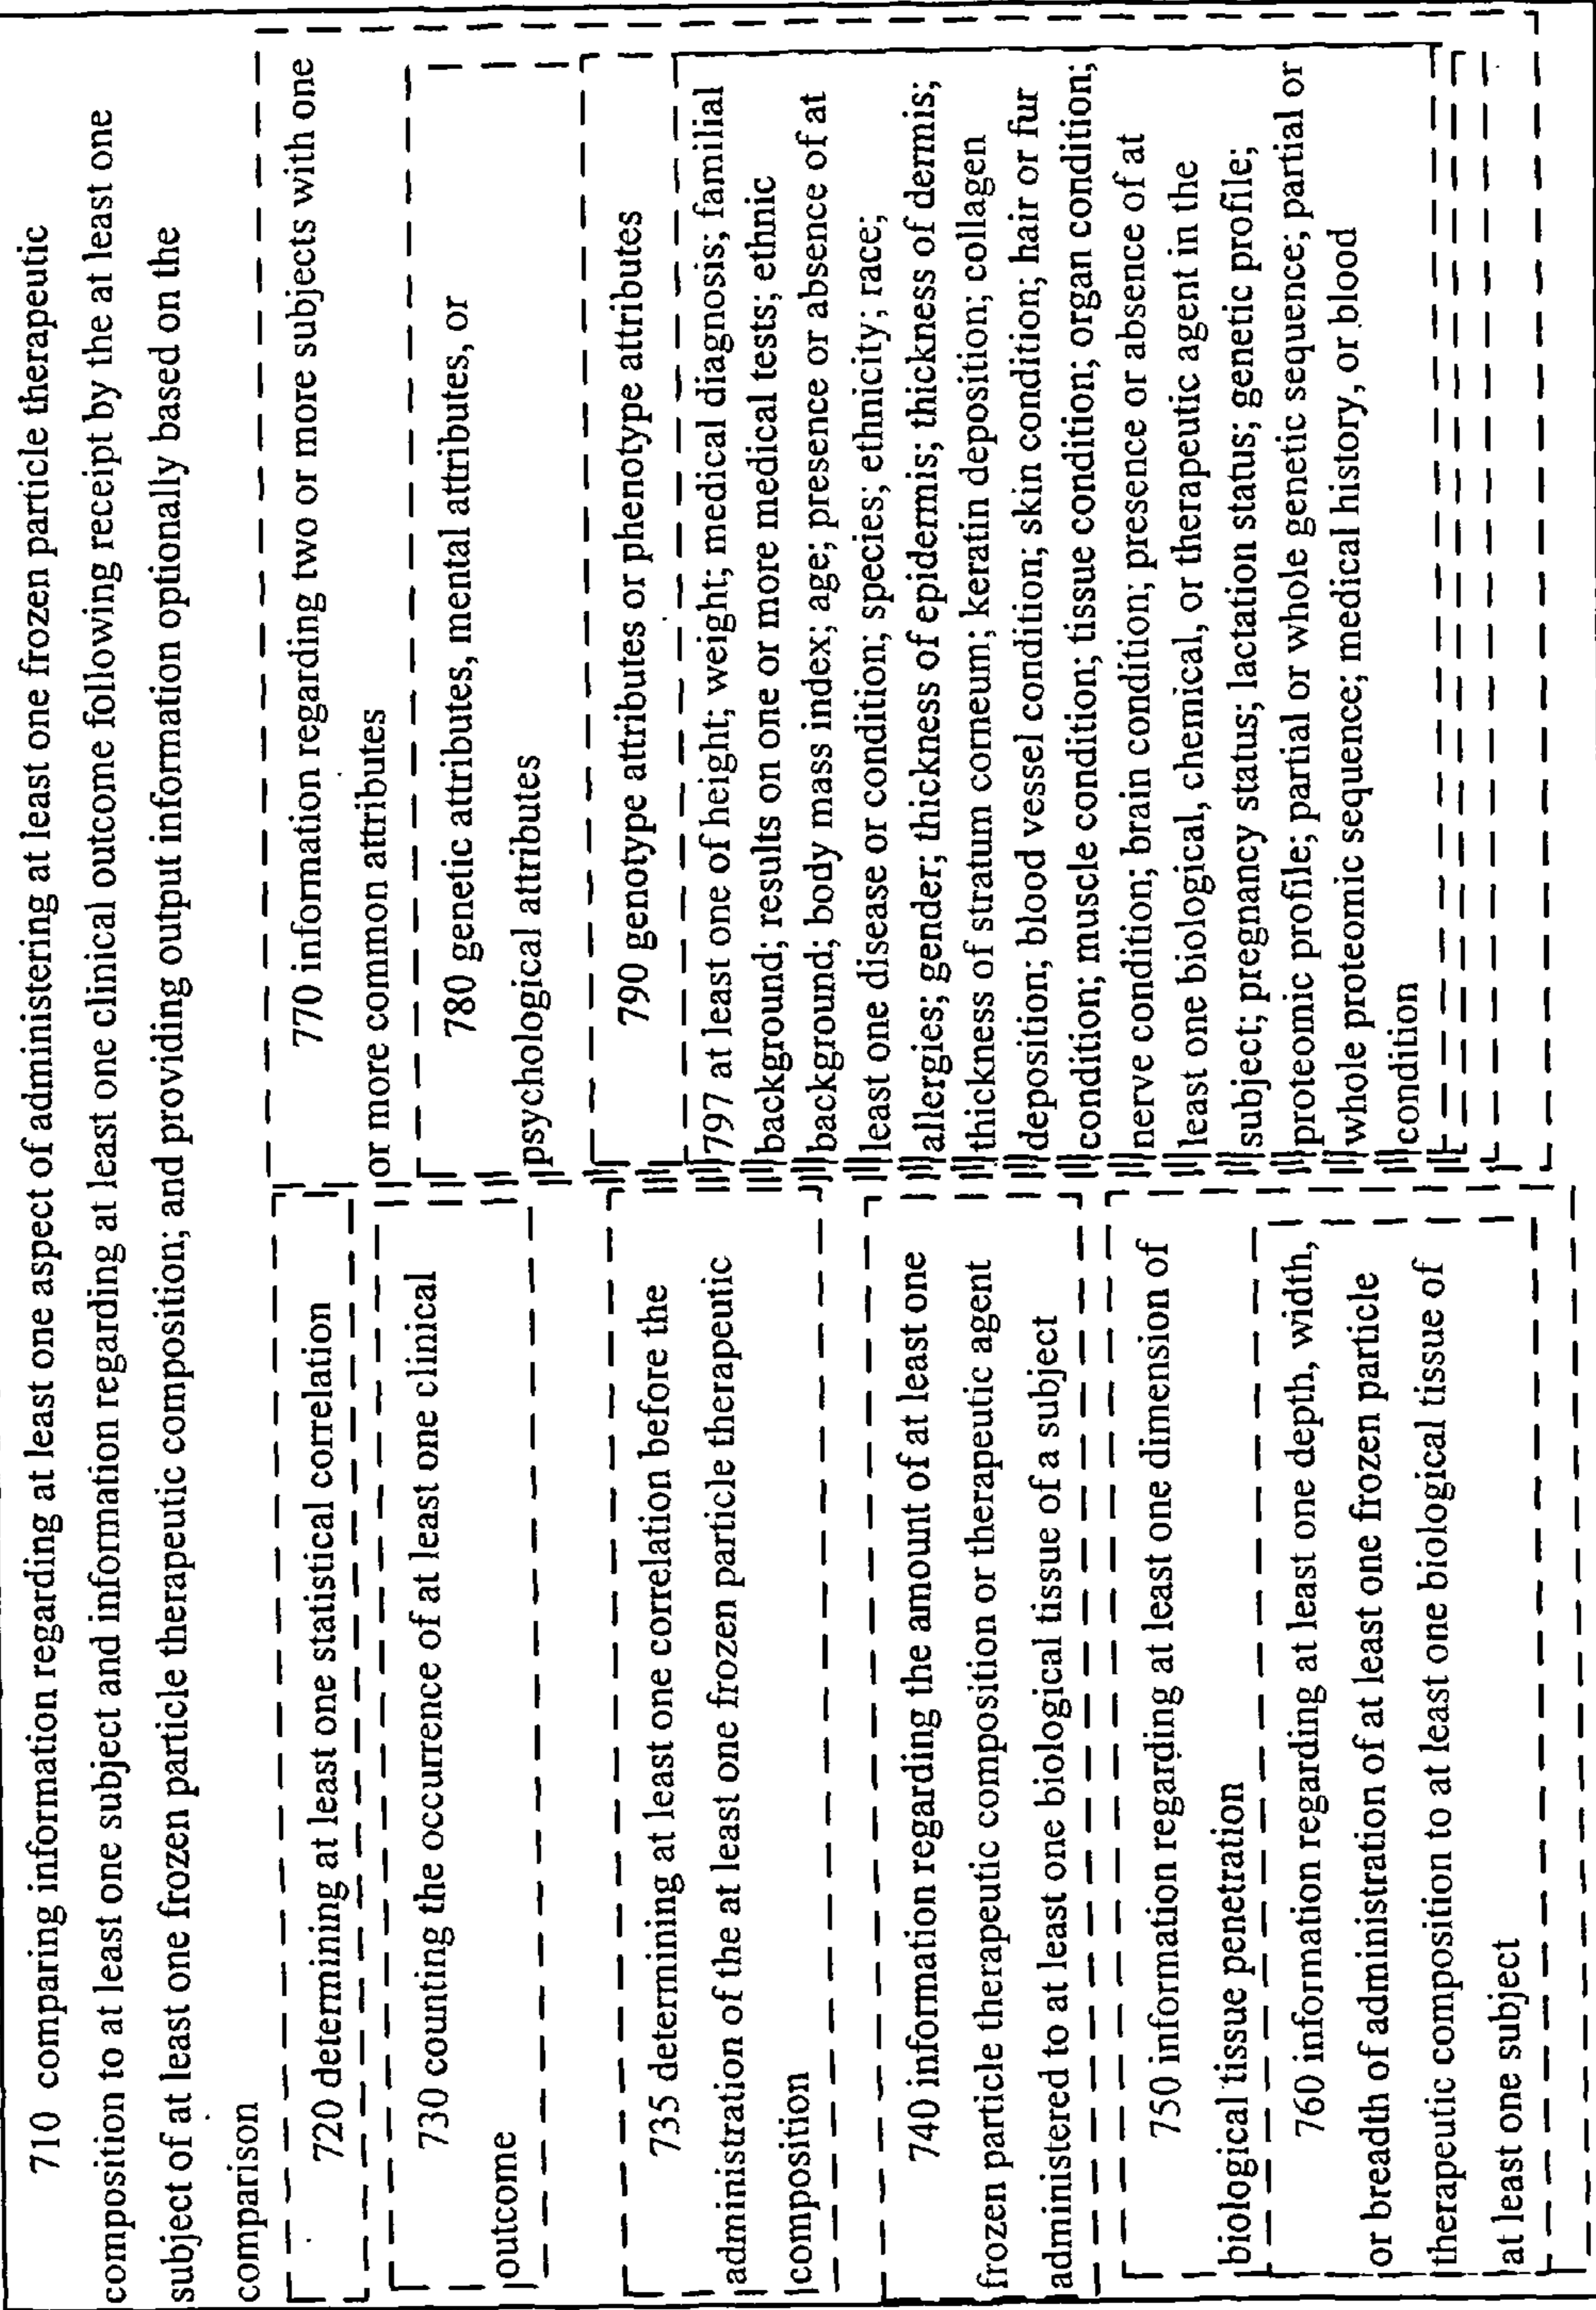 710 comparing information regarding at least one aspect of administering at least one frozen particle therapeutic
composition to at least one subject and information regarding at least one clinical outcome following receipt by the at least one
subject of at least one frozen particle therapeutic composition; and providing output information optionally based on the
comparison
720 determining at least one statistical correlation
730 counting the occurrence of at least one clinical
outcome
735 determining at least one correlation before the
administration of the at least one frozen particle therapeutic
composition
740 information regarding the amount of at least one
frozen particle therapeutic composition or therapeutic agent
administered to at least one biological tissue of a subject
750 information regarding at least one dimension of
biological tissue penetration
760 information regarding at least one depth, width,
or breadth of administration of at least one frozen particle
therapeutic composition to at least one biological tissue of
at least one subject
770 information regarding two or more subjects with one
or more common attributes
780 genetic attributes, mental attributes, or
psychological attributes
790 genotype attributes or phenotype attributes
797 at least one of height; weight; medical diagnosis; familial
background; results on one or more medical tests; ethnic
background; body mass index; age; presence or absence of at
least one disease or condition; species; ethnicity; race;
allergies; gender; thickness of epidermis; thickness of dermis;
thickness of stratum corneum; keratin deposition; collagen
deposition; blood vessel condition; skin condition; hair or fur
condition; muscle condition; tissue condition; organ condition;
nerve condition; brain condition; presence or absence of at
least one biological, chemical, or therapeutic agent in the
subject; pregnancy status; lactation status; genetic profile;
proteomic profile; partial or whole genetic sequence; partial or
whole proteomic sequence; medical history, or blood
condition